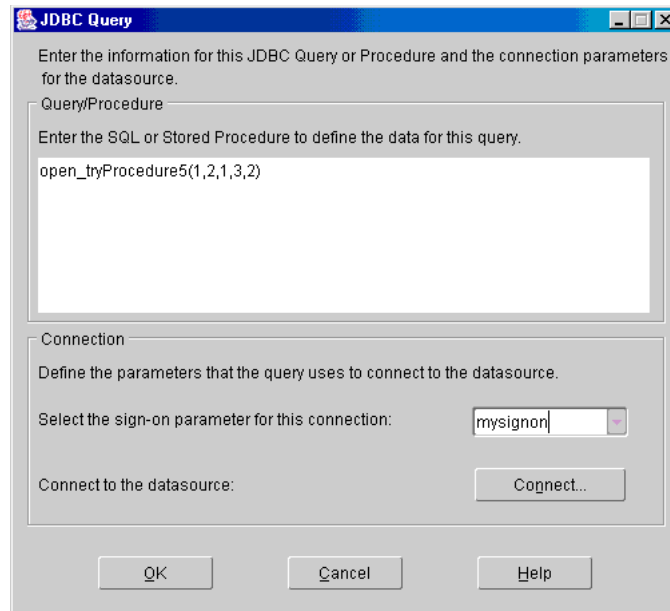 JDBC Query
Enter the information for this JDBC Query or Procedure and the connection parameters
for the datasource.
Query/Procedure
Enter the SQL or Stored Procedure to define the data for this query.
open_tryProcedure5(1,2,1,3,2)
Connection
Define the parameters that the query uses to connect to the datasource.
Select the sign-on parameter for this connection:
mysignon
Connect to the datasource:
Connect...
OK Cancel Help